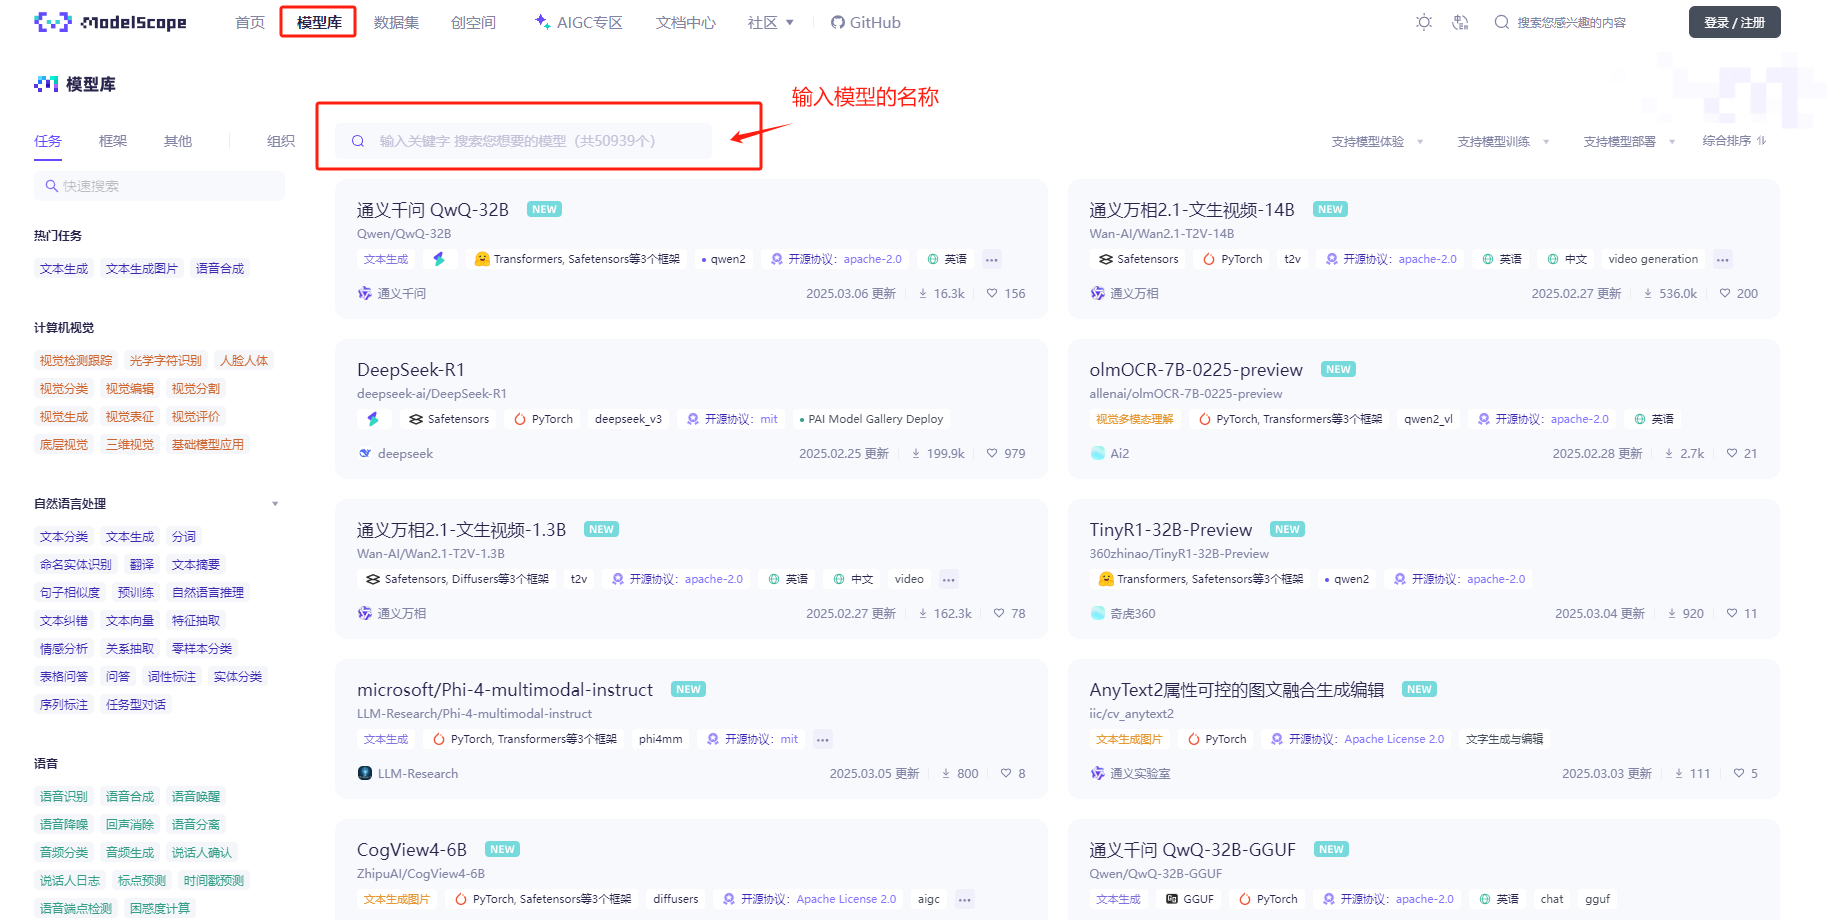 ModelScope 首页 模型库 数据集 创空间 AIGC专区 文档中心 社区 GitHub 搜索您感兴趣的内容 登录 / 注册
模型库
输入模型的名称
任务 框架 其他 组织
输入关键字 搜索您想要的模型（共50939个）
支持模型体验 支持模型训练 支持模型部署 综合排序
快速搜索
热门任务
文本生成 文本生成图片 语音合成
计算机视觉
视觉检测跟踪 光学字符识别 人脸人体
视觉分类 视觉编辑 视觉分割
视觉生成 视觉表征 视觉评价
底层视觉 三维视觉 基础模型应用
自然语言处理
文本分类 文本生成 分词
命名实体识别 翻译 文本摘要
句子相似度 预训练 自然语言推理
文本纠错 文本向量 特征抽取
情感分析 关系抽取 零样本分类
表格问答 问答 词性标注 实体分类
序列标注 任务型对话
语音
语音识别 语音合成 语音唤醒
语音降噪 回声消除 语音分离
音频分类 音频生成 说话人确认
说话人日志 标点预测 时间戳预测
语音端点检测 困惑度计算
通义千问 QwQ-32B NEW
Qwen/QwQ-32B
文本生成 Transformers, Safetensors等3个框架 qwen2 开源协议：apache-2.0 英语 ...
通义千问 2025.03.06 更新 16.3k 156
通义万相2.1-文生视频-14B NEW
Wan-AI/Wan2.1-T2V-14B
Safetensors PyTorch t2v 开源协议：apache-2.0 英语 中文 video generation ...
通义万相 2025.02.27 更新 536.0k 200
DeepSeek-R1
deepseek-ai/DeepSeek-R1
Safetensors PyTorch deepseek_v3 开源协议：mit PAI Model Gallery Deploy
deepseek 2025.02.25 更新 199.9k 979
olmOCR-7B-0225-preview NEW
allenai/olmOCR-7B-0225-preview
视觉多模态理解 PyTorch, Transformers等3个框架 qwen2_vl 开源协议：apache-2.0 英语
Ai2 2025.02.28 更新 2.7k 21
通义万相2.1-文生视频-1.3B NEW
Wan-AI/Wan2.1-T2V-1.3B
Safetensors, Diffusers等3个框架 t2v 开源协议：apache-2.0 英语 中文 video ...
通义万相 2025.02.27 更新 162.3k 78
TinyR1-32B-Preview NEW
360zhinao/TinyR1-32B-Preview
Transformers, Safetensors等3个框架 qwen2 开源协议：apache-2.0
奇虎360 2025.03.04 更新 920 11
microsoft/Phi-4-multimodal-instruct NEW
LLM-Research/Phi-4-multimodal-instruct
文本生成 PyTorch, Transformers等3个框架 phi4mm 开源协议：mit ...
LLM-Research 2025.03.05 更新 800 8
AnyText2属性可控的图文融合生成编辑 NEW
iic/cv_anytext2
文本生成图片 PyTorch 开源协议：Apache License 2.0 文字生成与编辑
通义实验室 2025.03.03 更新 111 5
CogView4-6B NEW
ZhipuAI/CogView4-6B
文本生成图片 PyTorch, Safetensors等3个框架 diffusers 开源协议：Apache License 2.0 aigc ...
通义千问 QwQ-32B-GGUF NEW
Qwen/QwQ-32B-GGUF
文本生成 GGUF PyTorch 开源协议：apache-2.0 英语 chat gguf